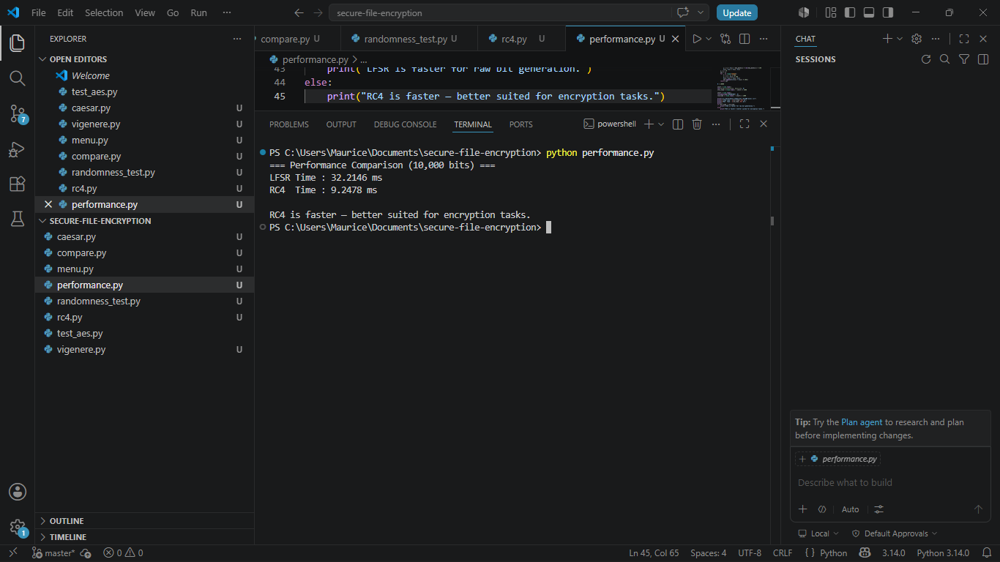 File Edit Selection View Go Run ···
secure-file-encryption
Update
EXPLORER
OPEN EDITORS
Welcome
test_aes.py
caesar.py U
vigenere.py U
menu.py U
compare.py U
randomness_test.py U
rc4.py U
performance.py U
SECURE-FILE-ENCRYPTION
caesar.py U
compare.py U
menu.py U
performance.py U
randomness_test.py U
rc4.py U
test_aes.py
vigenere.py U
OUTLINE
TIMELINE
7
1
compare.py U randomness_test.py U rc4.py U performance.py U
performance.py > ...
43 print("LFSR is faster for raw bit generation.")
44 else:
45 print("RC4 is faster — better suited for encryption tasks.")
PROBLEMS OUTPUT DEBUG CONSOLE TERMINAL PORTS
powershell
PS C:\Users\Maurice\Documents\secure-file-encryption> python performance.py
=== Performance Comparison (10,000 bits) ===
LFSR Time : 32.2146 ms
RC4  Time : 9.2478 ms
RC4 is faster — better suited for encryption tasks.
PS C:\Users\Maurice\Documents\secure-file-encryption>
CHAT
SESSIONS
Tip: Try the Plan agent to research and plan
before implementing changes.
performance.py
Describe what to build
Auto
Local Default Approvals
master* 0 0 Ln 45, Col 65 Spaces: 4 UTF-8 CRLF { } Python 3.14.0 Python 3.14.0